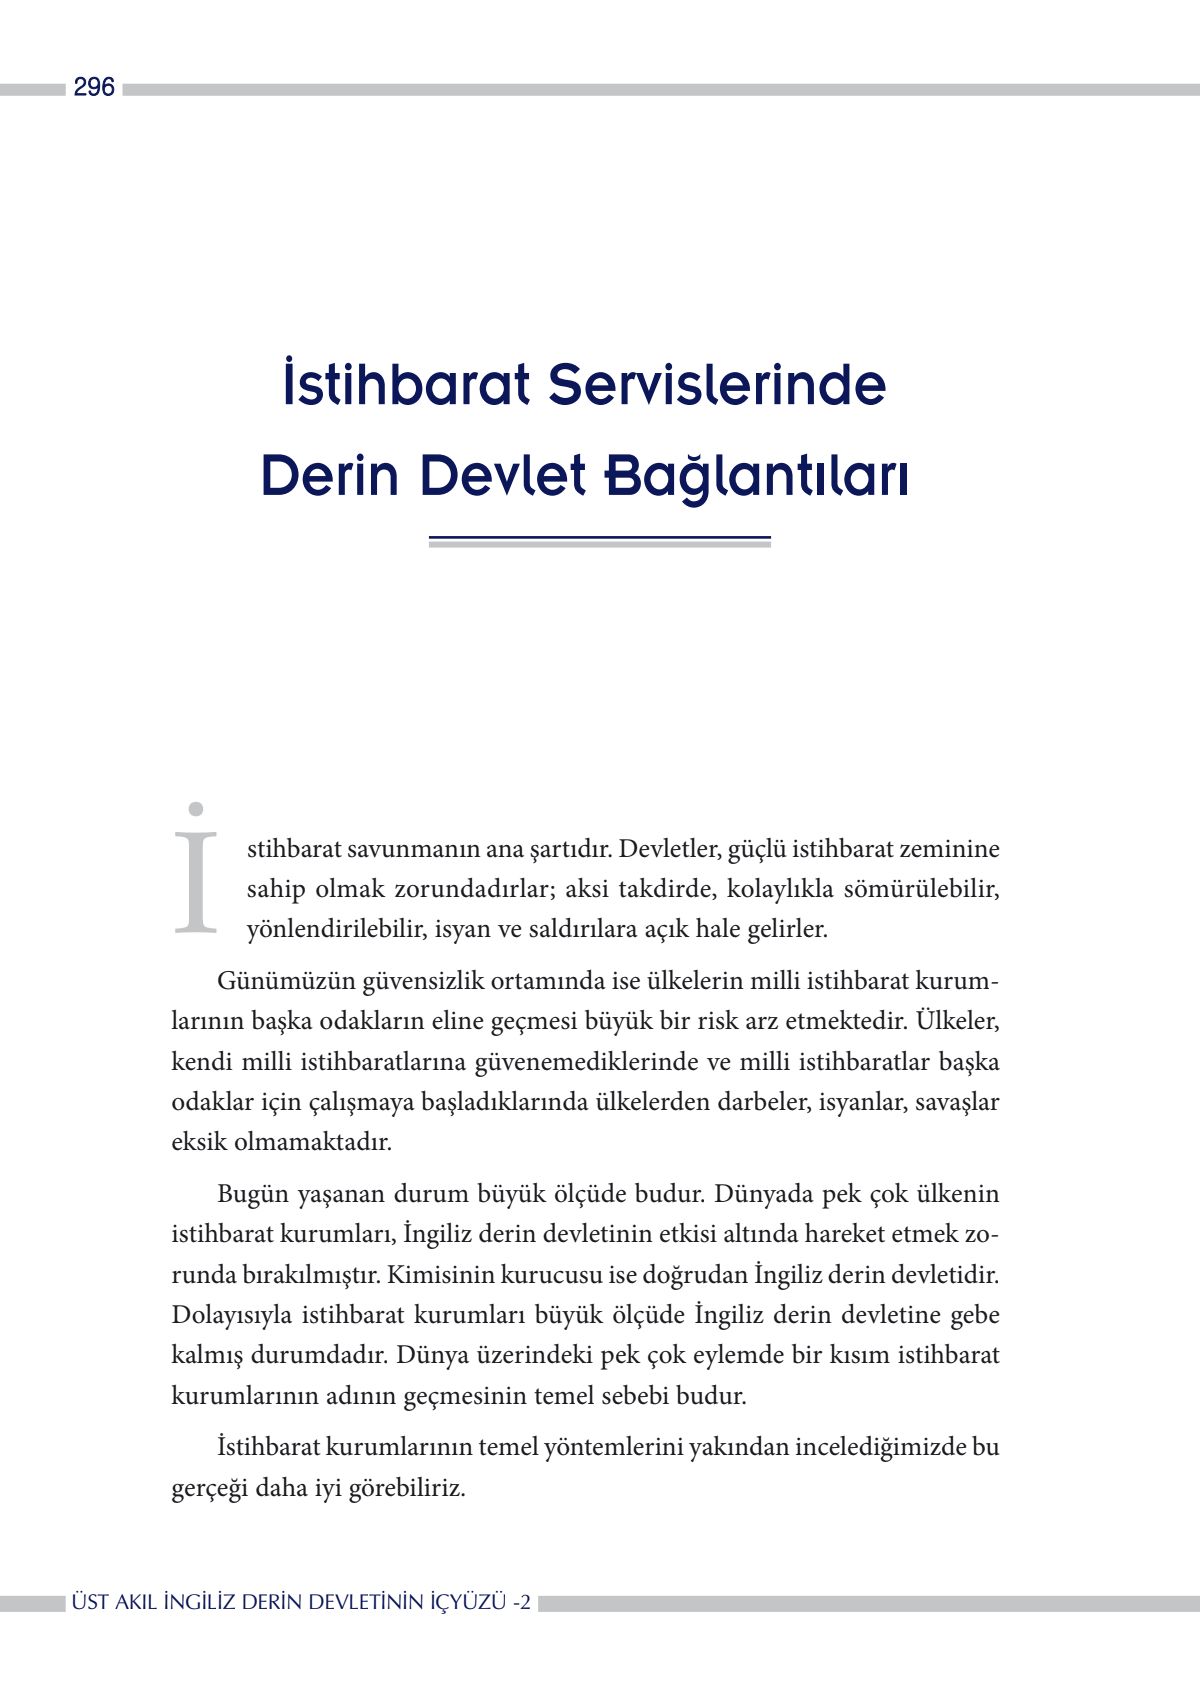 296
İstihbarat Servislerinde
Derin Devlet Bağlantıları
İstihbarat savunmanın ana şartıdır. Devletler, güçlü istihbarat zeminine
sahip olmak zorundadırlar; aksi takdirde, kolaylıkla sömürülebilir,
yönlendirilebilir, isyan ve saldırılara açık hale gelirler.
Günümüzün güvensizlik ortamında ise ülkelerin milli istihbarat kurum-
larının başka odakların eline geçmesi büyük bir risk arz etmektedir. Ülkeler,
kendi milli istihbaratlarına güvenemediklerinde ve milli istihbaratlar başka
odaklar için çalışmaya başladıklarında ülkelerden darbeler, isyanlar, savaşlar
eksik olmamaktadır.
Bugün yaşanan durum büyük ölçüde budur. Dünyada pek çok ülkenin
istihbarat kurumları, İngiliz derin devletinin etkisi altında hareket etmek zo-
runda bırakılmıştır. Kimisinin kurucusu ise doğrudan İngiliz derin devletidir.
Dolayısıyla istihbarat kurumları büyük ölçüde İngiliz derin devletine gebe
kalmış durumdadır. Dünya üzerindeki pek çok eylemde bir kısım istihbarat
kurumlarının adının geçmesinin temel sebebi budur.
İstihbarat kurumlarının temel yöntemlerini yakından incelediğimizde bu
gerçeği daha iyi görebiliriz.
ÜST AKIL İNGİLİZ DERİN DEVLETİNİN İÇYÜZÜ -2